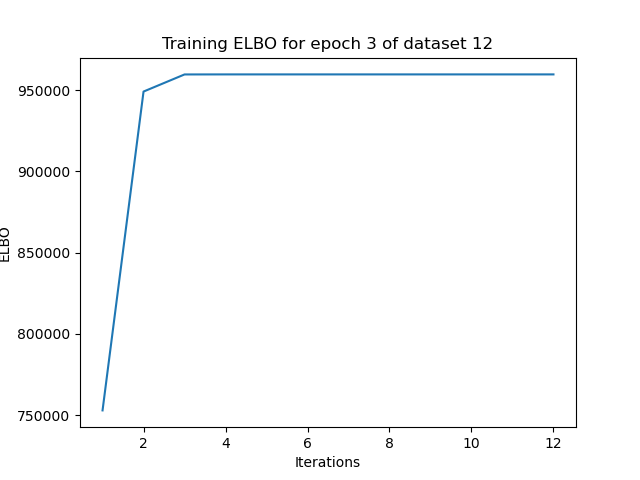 Training ELBO for epoch 3 of dataset 12
950000
900000
850000
800000
750000
ELBO
2 4 6 8 10 12
Iterations